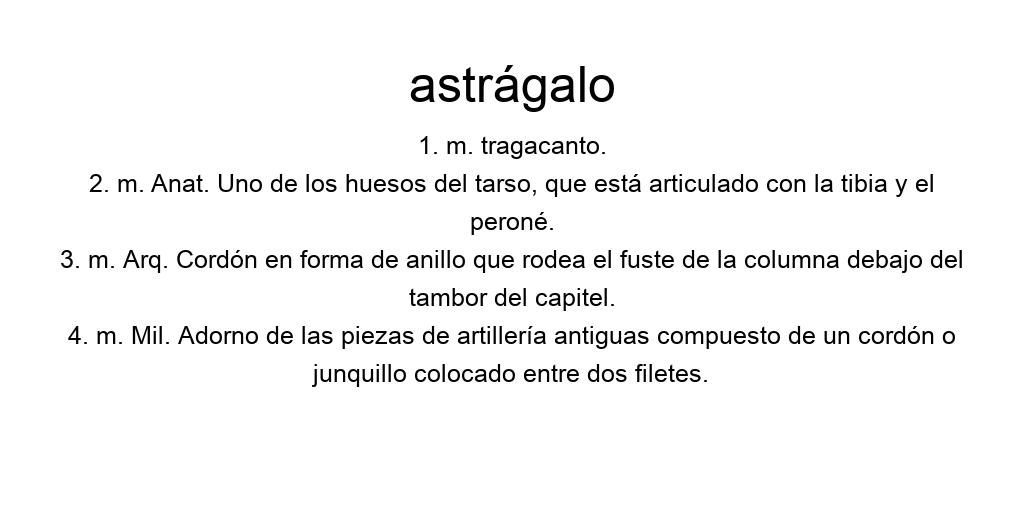 astrágalo
1. m. tragacanto.
2. m. Anat. Uno de los huesos del tarso, que está articulado con la tibia y el
peroné.
3. m. Arq. Cordón en forma de anillo que rodea el fuste de la columna debajo del
tambor del capitel.
4. m. Mil. Adorno de las piezas de artillería antiguas compuesto de un cordón o
junquillo colocado entre dos filetes.